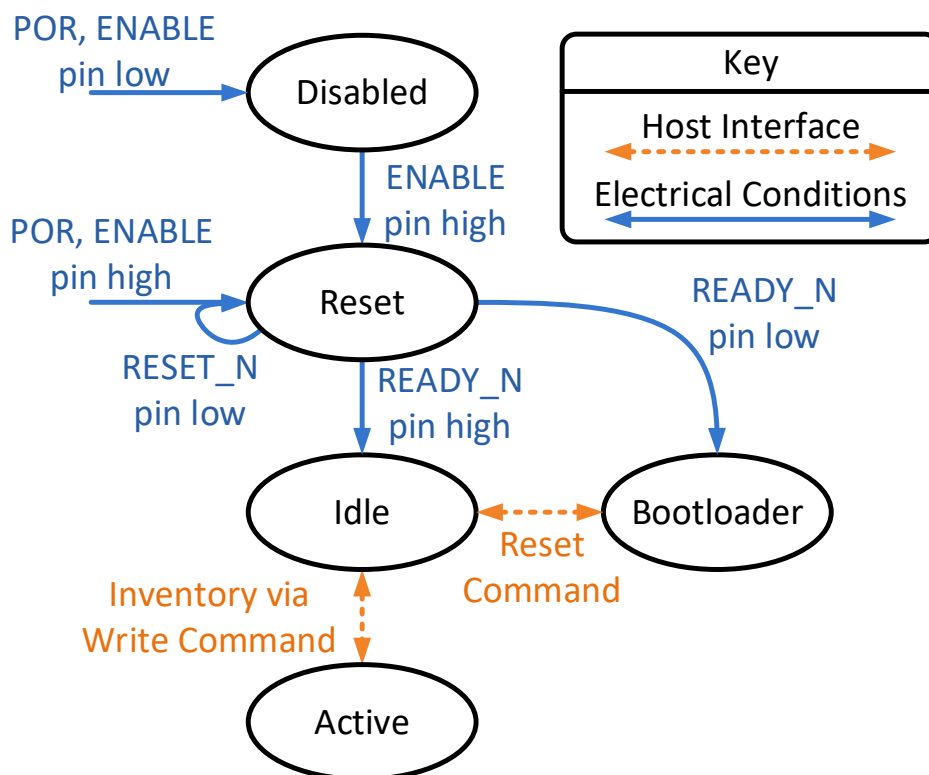 POR, ENABLE
pin low
Disabled
Key
Host Interface
Electrical Conditions
ENABLE
pin high
POR, ENABLE
pin high
Reset
RESET_N
pin low
READY_N
pin high
READY_N
pin low
Idle
Bootloader
Reset
Command
Inventory via
Write Command
Active